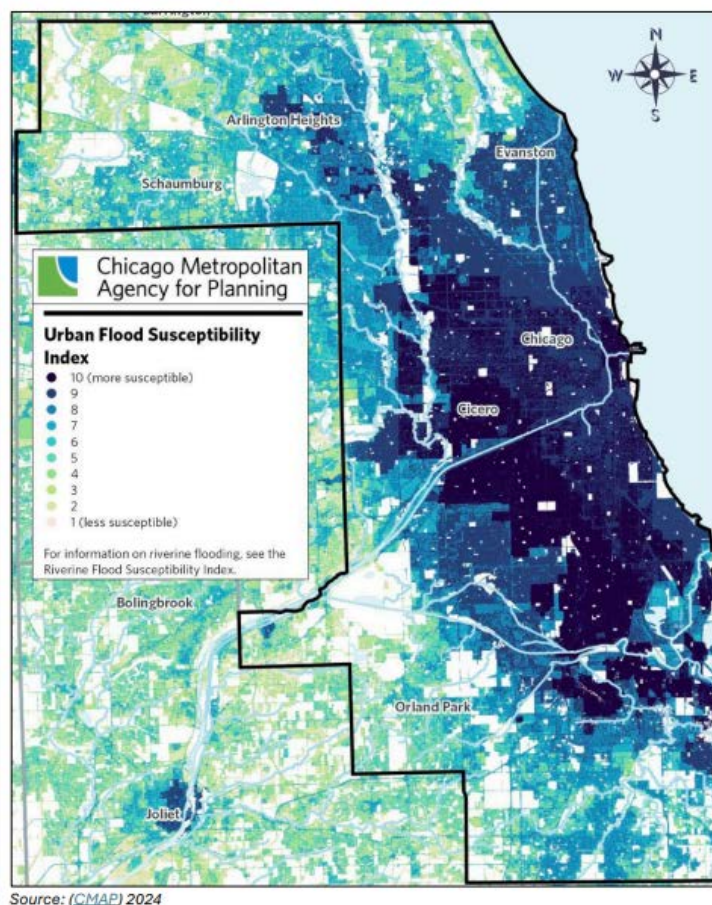 Barrington
N
W E
S
Arlington Heights
Evanston
Schaumburg
Chicago Metropolitan
Agency for Planning
Urban Flood Susceptibility
Index
10 (more susceptible)
9
8
7
6
5
4
3
2
1 (less susceptible)
For information on riverine flooding, see the
Riverine Flood Susceptibility Index.
Chicago
Cicero
Bolingbrook
Orland Park
Joliet
Source: (CMAP) 2024